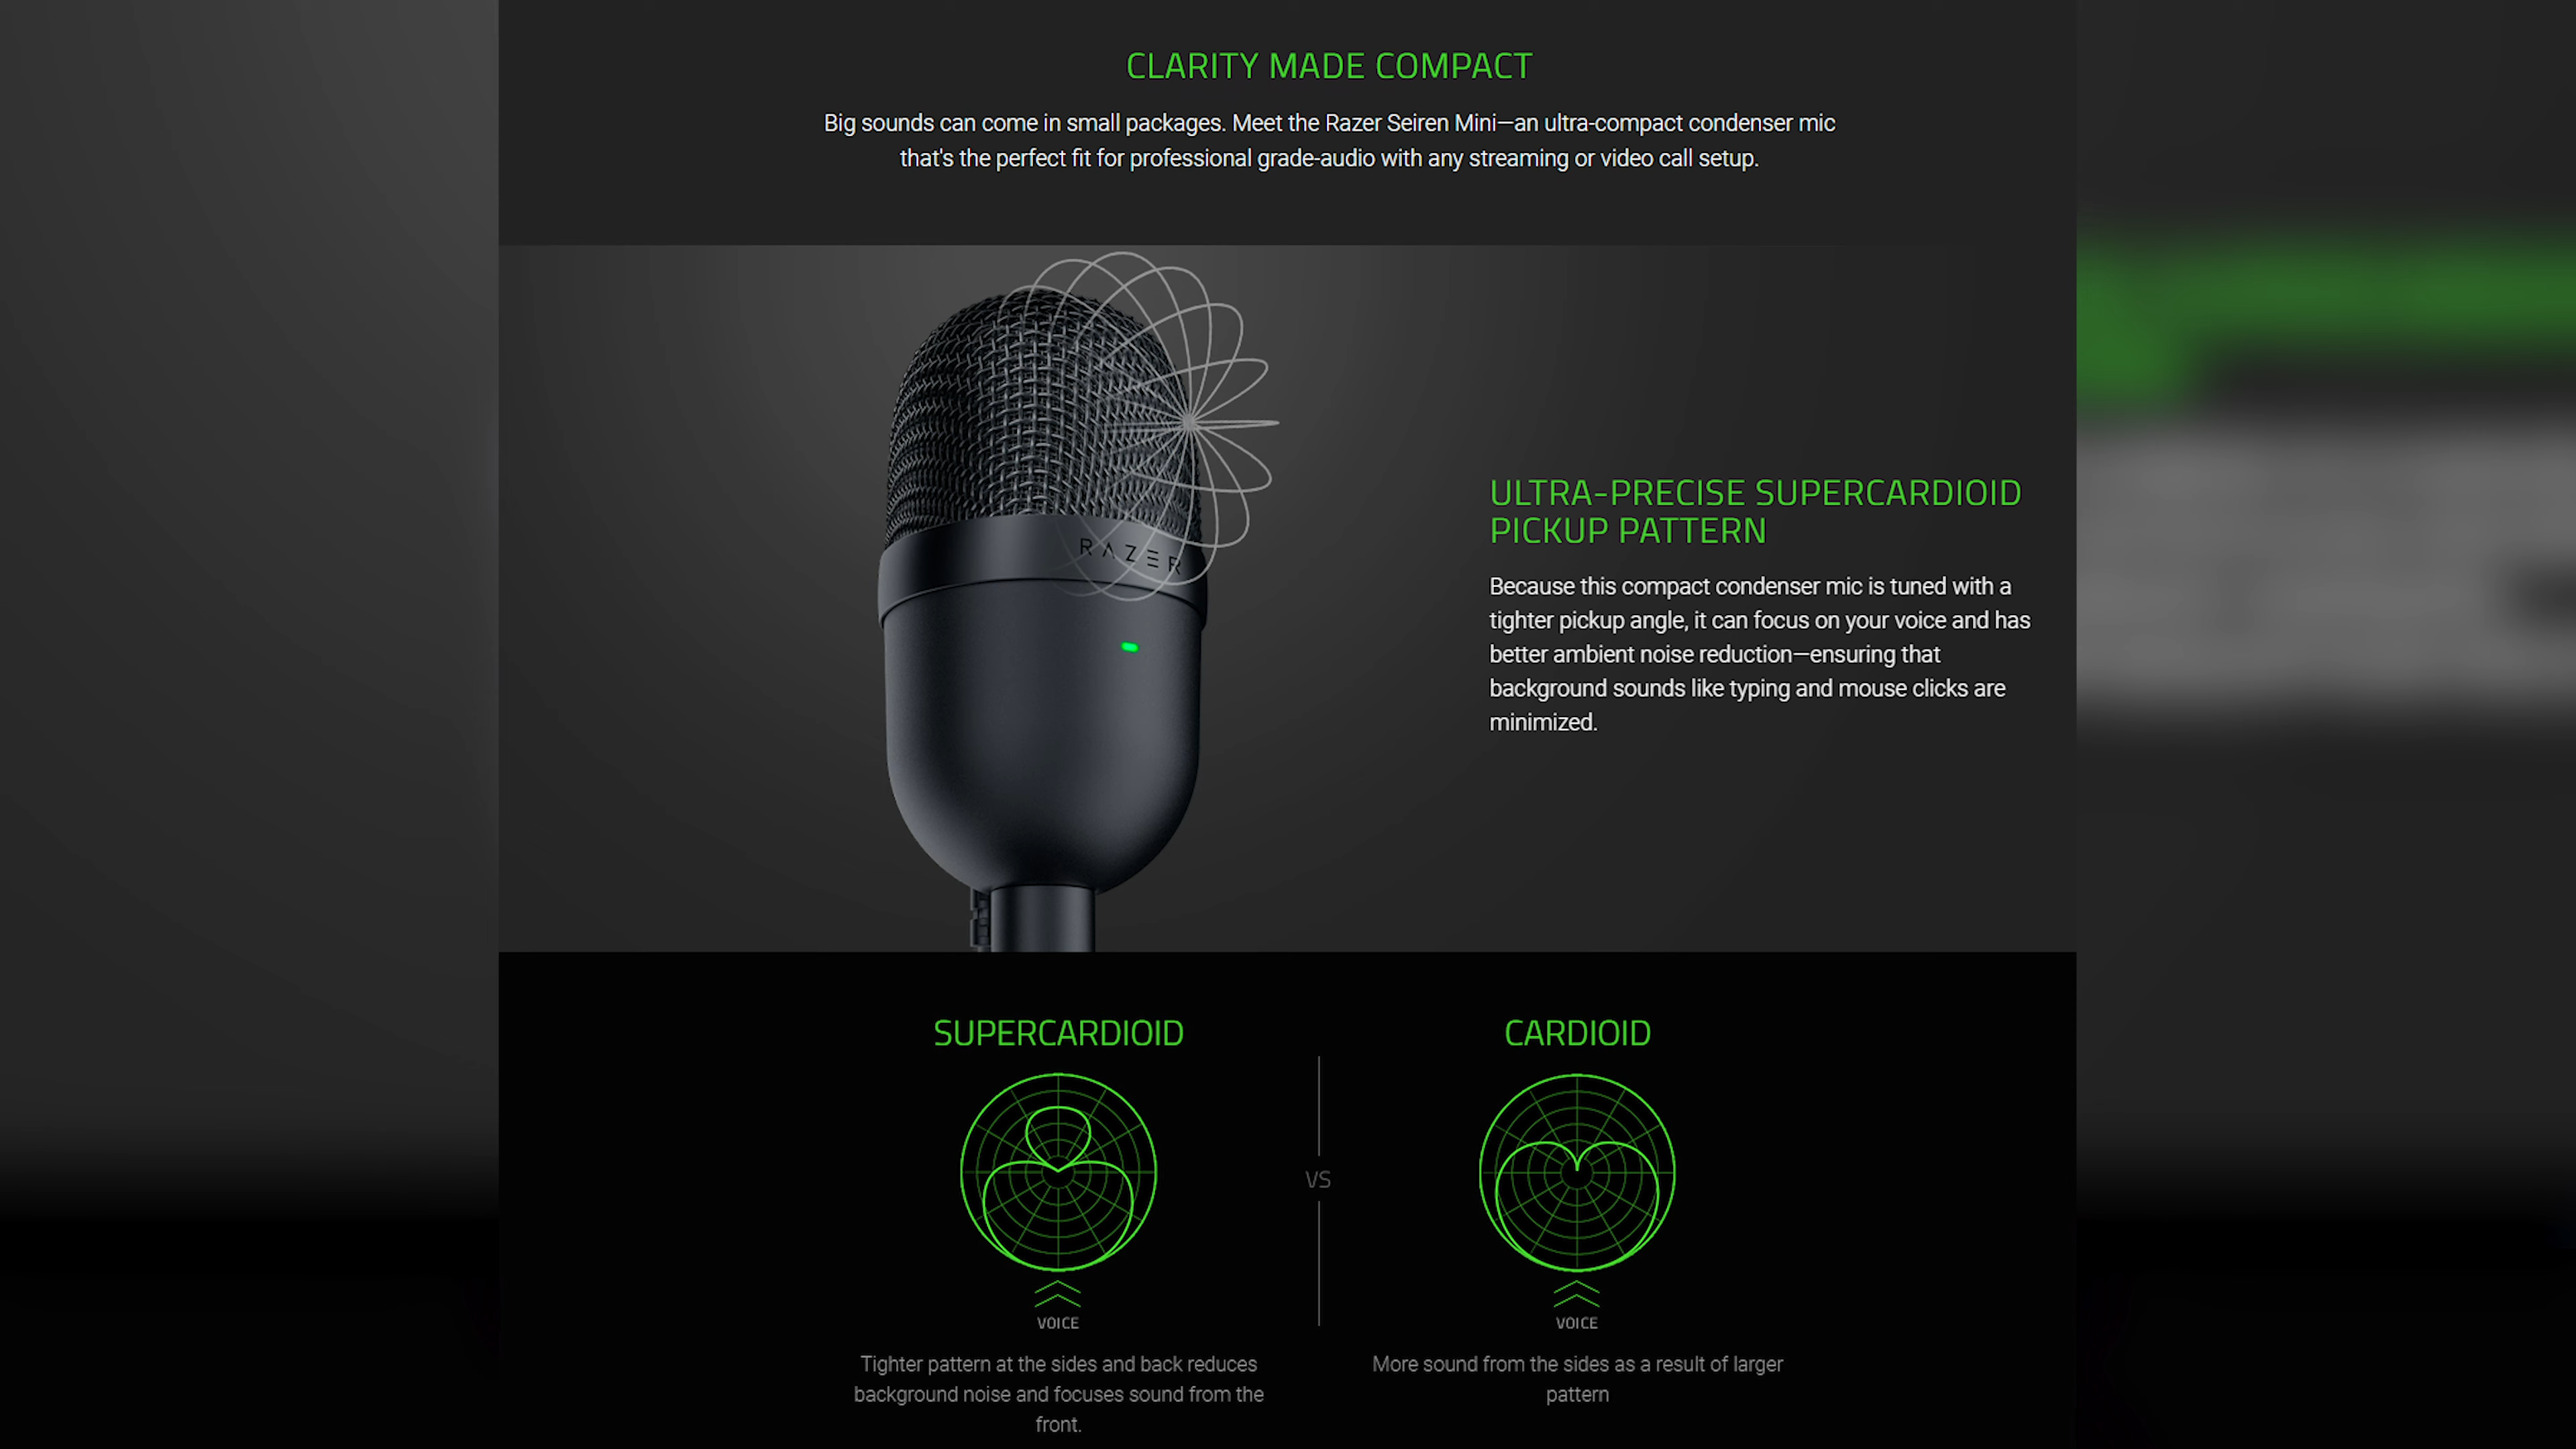 CLARITY MADE COMPACT
Big sounds can come in small packages. Meet the Razer Seiren Mini—an ultra-compact condenser mic
that's the perfect fit for professional grade-audio with any streaming or video call setup.
RAZER
ULTRA-PRECISE SUPERCARDIOID
PICKUP PATTERN
Because this compact condenser mic is tuned with a
tighter pickup angle, it can focus on your voice and has
better ambient noise reduction—ensuring that
background sounds like typing and mouse clicks are
minimized.
SUPERCARDIOID
VOICE
Tighter pattern at the sides and back reduces
background noise and focuses sound from the
front.
VS
CARDIOID
VOICE
More sound from the sides as a result of larger
pattern